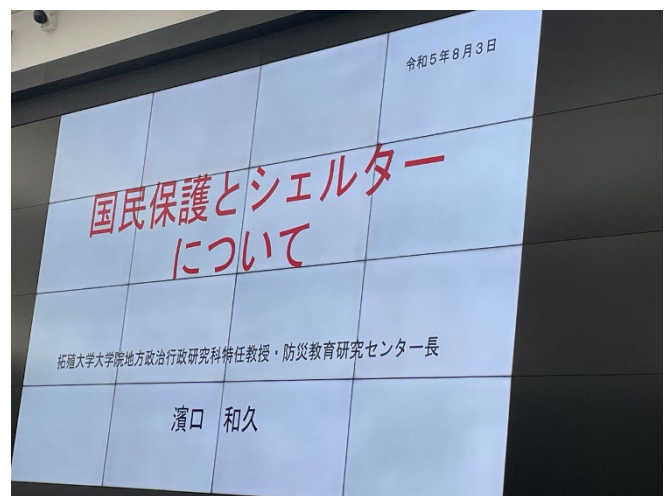 令和5年8月3日
国民保護とシェルター
について
拓殖大学大学院地方政治行政研究科特任教授・防災教育研究センター長
濱口 和久